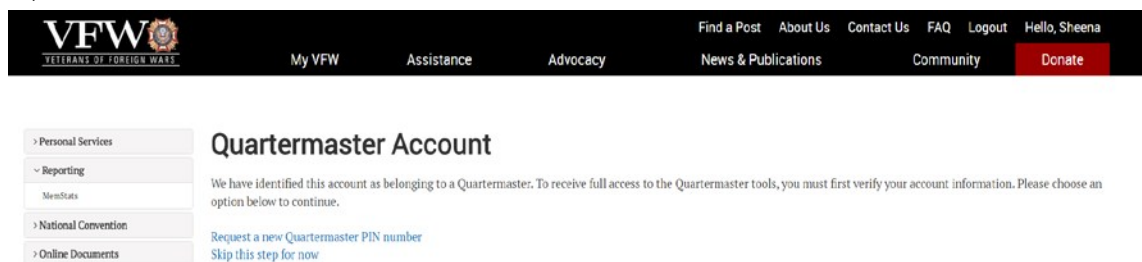 VFW
VETERANS OF FOREIGN WARS
Find a Post About Us Contact Us FAQ Logout Hello, Sheena
My VFW Assistance Advocacy News & Publications Community Donate
> Personal Services
Reporting
MemStats
> National Convention
> Online Documents
Quartermaster Account
We have identified this account as belonging to a Quartermaster. To receive full access to the Quartermaster tools, you must first verify your account information. Please choose an
option below to continue.
Request a new Quartermaster PIN number
Skip this step for now